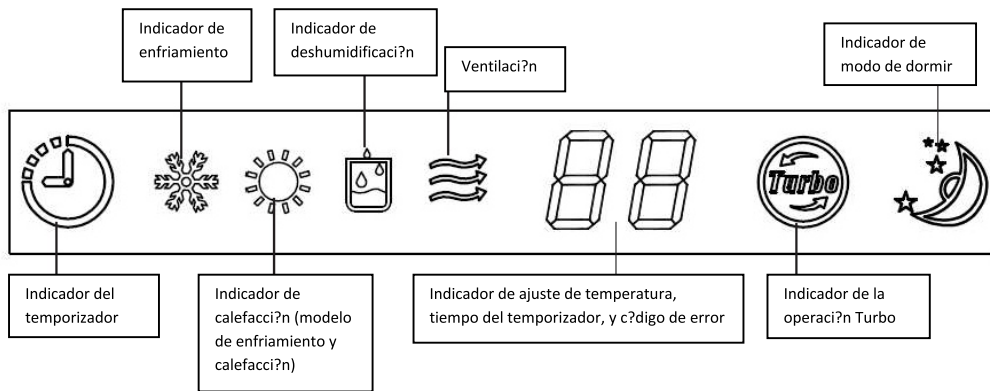 Indicador de
enfriamiento
Indicador de
deshumidificaci?n
Ventilaci?n
Indicador de
modo de dormir
88
Turbo
Indicador del
temporizador
Indicador de
calefacci?n (modelo
de enfriamiento y
calefacci?n)
Indicador de ajuste de temperatura,
tiempo del temporizador, y c?digo de error
Indicador de la
operaci?n Turbo